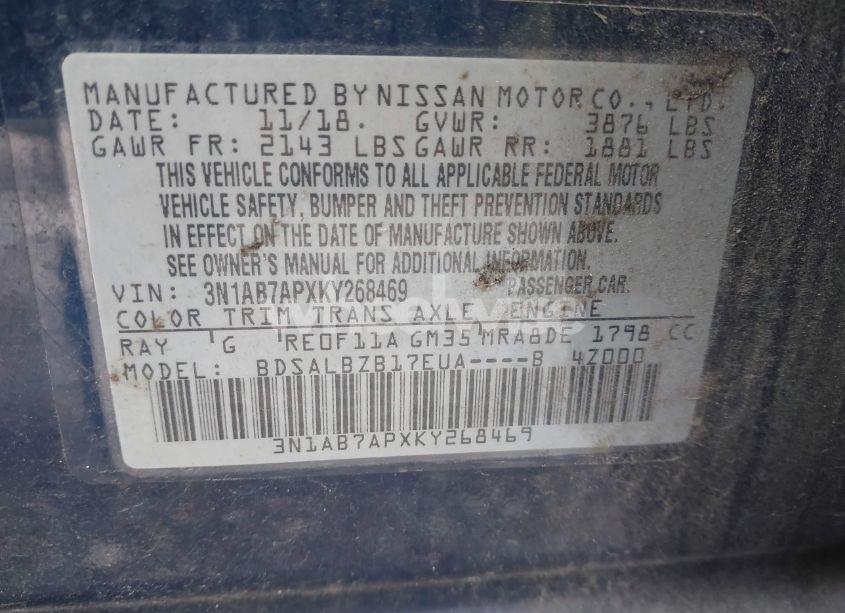 MANUFACTURED BY NISSAN MOTOR CO., LTD.
DATE: 11/18. GVWR: 3876 LBS
GAWR FR: 2143 LBS GAWR RR: 1881 LBS
THIS VEHICLE CONFORMS TO ALL APPLICABLE FEDERAL MOTOR
VEHICLE SAFETY, BUMPER AND THEFT PREVENTION STANDARDS
IN EFFECT ON THE DATE OF MANUFACTURE SHOWN ABOVE.
SEE OWNER'S MANUAL FOR ADDITIONAL INFORMATION.
VIN: 3N1AB7APXKY268469 PASSENGER CAR
COLOR TRIM TRANS AXLE ENGINE
RAY G RE0F11A GM35 MRA8DE 1798 CC
MODEL: BDSALBZB17EUA----B 4Z000
3N1AB7APXKY268469